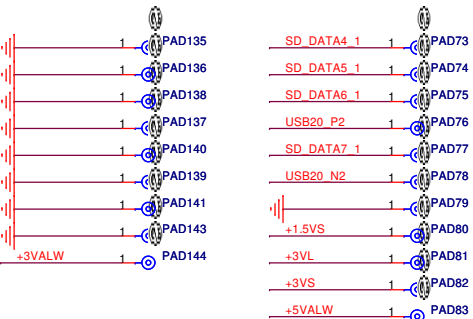 1 PAD135
1 PAD136
1 PAD138
1 PAD137
1 PAD140
1 PAD139
1 PAD141
1 PAD143
+3VALW 1 PAD144
SD_DATA4_1 1 PAD73
SD_DATA5_1 1 PAD74
SD_DATA6_1 1 PAD75
USB20_P2 1 PAD76
SD_DATA7_1 1 PAD77
USB20_N2 1 PAD78
1 PAD79
+1.5VS 1 PAD80
+3VL 1 PAD81
+3VS 1 PAD82
+5VALW 1 PAD83